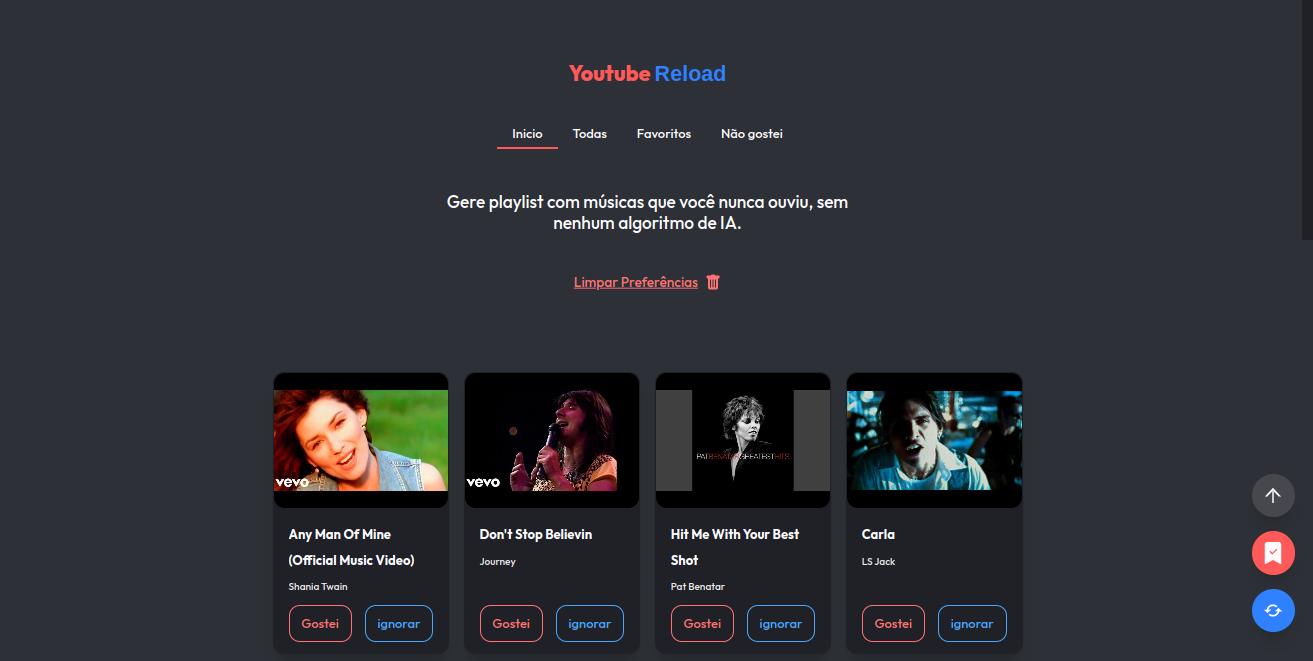 Youtube Reload
Inicio Todas Favoritos Não gostei
Gere playlist com músicas que você nunca ouviu, sem
nenhum algoritmo de IA.
Limpar Preferências
vevo
vevo
PAT BENATAR GREATEST HITS
Any Man Of Mine
(Official Music Video)
Shania Twain
Gostei ignorar
Don't Stop Believin
Journey
Gostei ignorar
Hit Me With Your Best
Shot
Pat Benatar
Gostei ignorar
Carla
LS Jack
Gostei ignorar